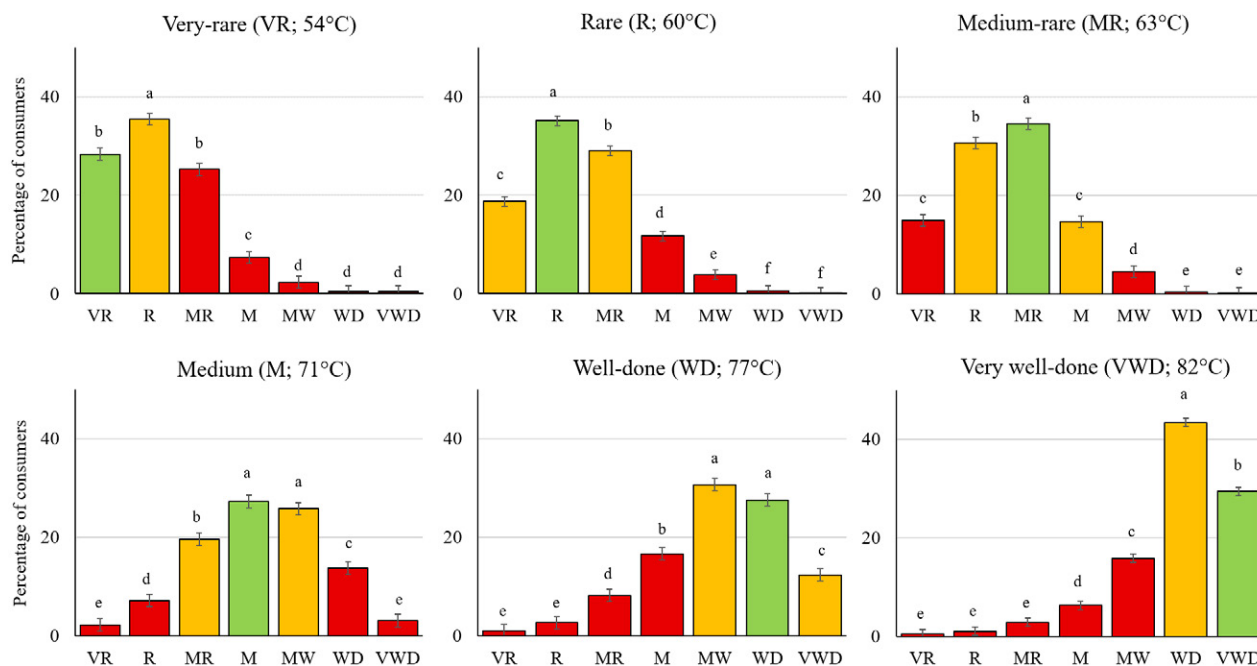 Very-rare (VR; 54°C)
Rare (R; 60°C)
Medium-rare (MR; 63°C)
Percentage of consumers
40
20
0
b
a
b
c
d
d
d
VR R MR M MW WD VWD
40
20
0
c
a
b
d
e
f
f
VR R MR M MW WD VWD
40
20
0
c
b
a
c
d
e
e
VR R MR M MW WD VWD
Medium (M; 71°C)
Well-done (WD; 77°C)
Very well-done (VWD; 82°C)
Percentage of consumers
40
20
0
e
d
b
a
a
c
e
VR R MR M MW WD VWD
40
20
0
e
e
d
b
a
a
c
VR R MR M MW WD VWD
40
20
0
e
e
e
d
c
a
b
VR R MR M MW WD VWD